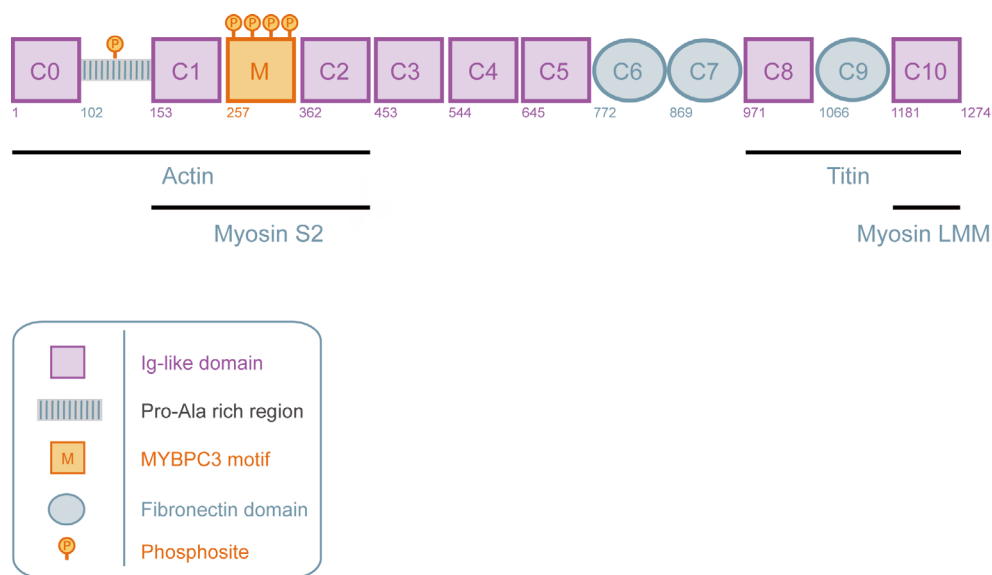 P P P P
P
C0 C1 M C2 C3 C4 C5 C6 C7 C8 C9 C10
1 102 153 257 362 453 544 645 772 869 971 1066 1181 1274
Actin Titin
Myosin S2 Myosin LMM
Ig-like domain
Pro-Ala rich region
M MYBPC3 motif
Fibronectin domain
P Phosphosite